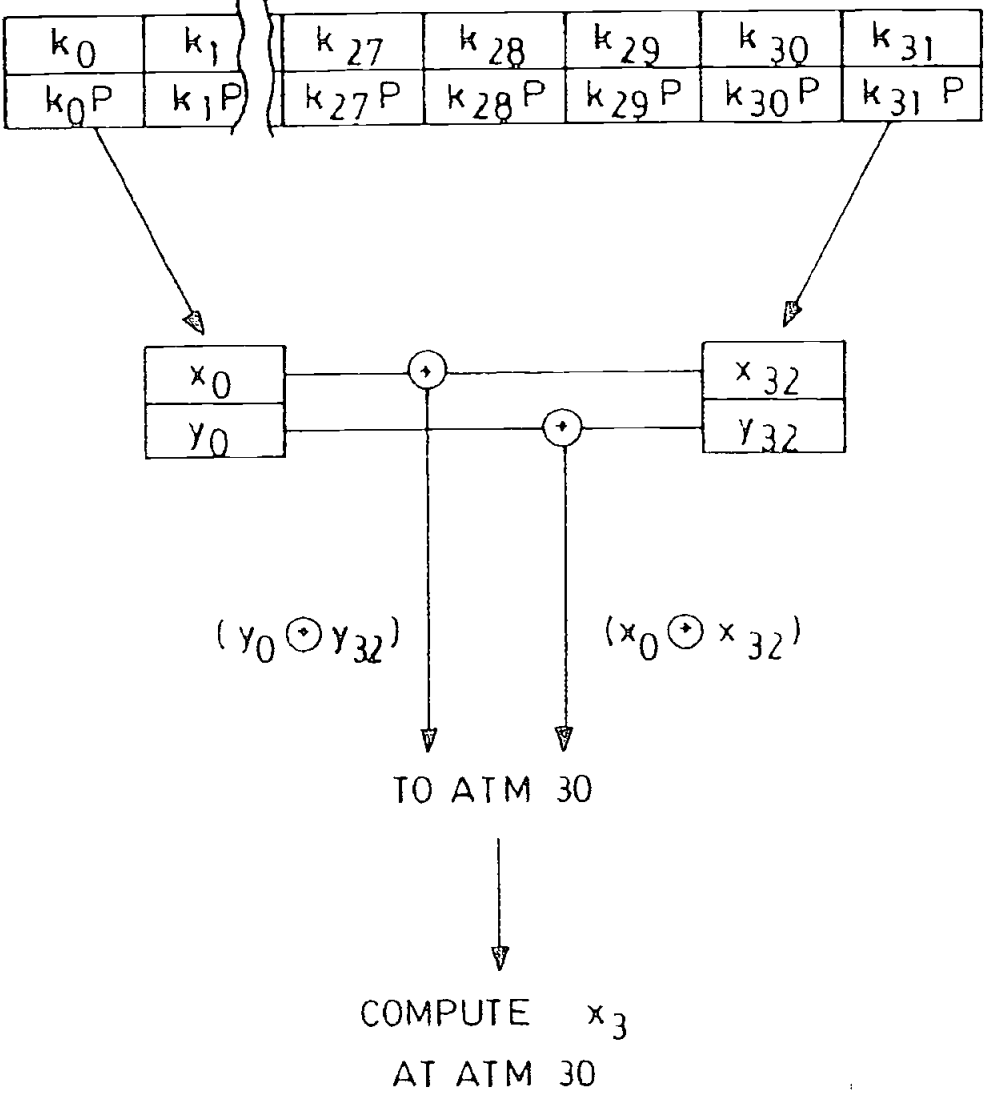 k0 k1 k27 k28 k29 k30 k31
k0P k1P k27P k28P k29P k30P k31P
x0 x32
y0 y32
(y0 ⊙ y32) (x0 ⊙ x32)
TO ATM 30
COMPUTE x3
AT ATM 30